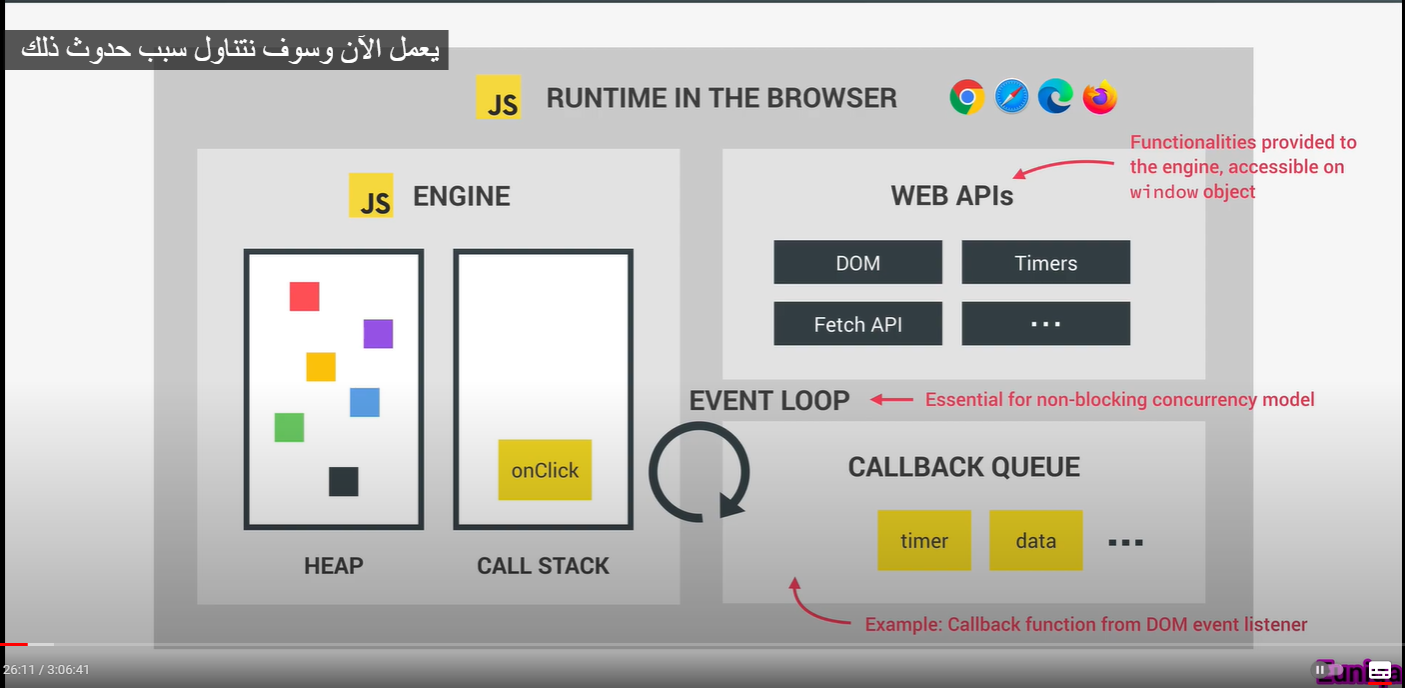 يعمل الآن وسوف نتناول سبب حدوث ذلك
JS RUNTIME IN THE BROWSER
JS ENGINE
HEAP
onClick
CALL STACK
Functionalities provided to
the engine, accessible on
window object
WEB APIs
DOM
Timers
Fetch API
...
EVENT LOOP
Essential for non-blocking concurrency model
CALLBACK QUEUE
timer
data
...
Example: Callback function from DOM event listener
26:11 / 3:06:41